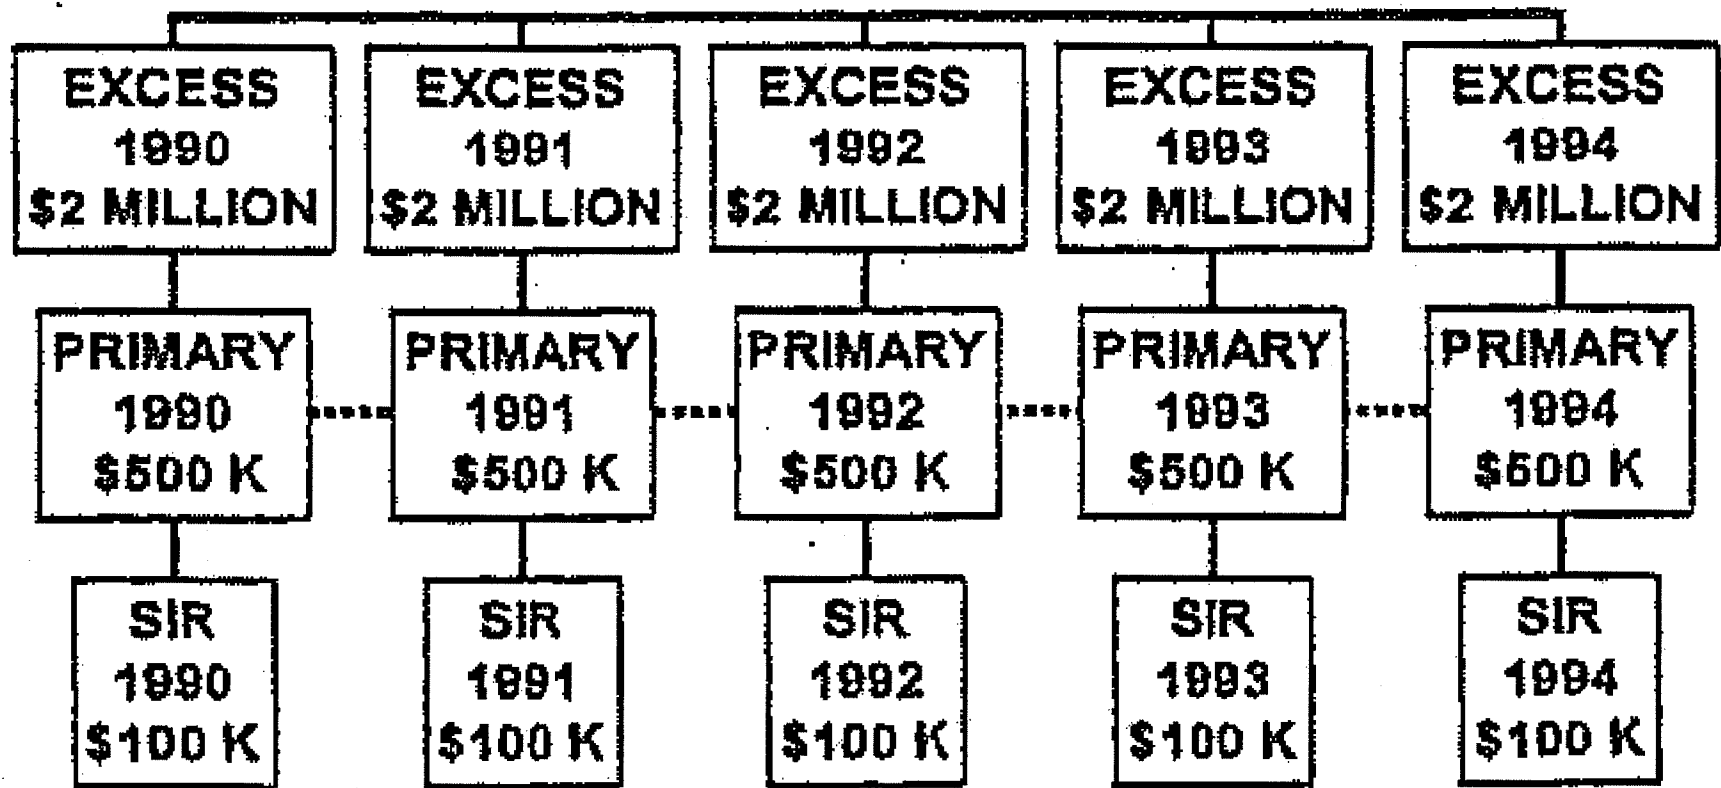 EXCESS
1990
$2 MILLION
EXCESS
1991
$2 MILLION
EXCESS
1992
$2 MILLION
EXCESS
1993
$2 MILLION
EXCESS
1994
$2 MILLION
PRIMARY
1990
$500 K
PRIMARY
1991
$500 K
PRIMARY
1992
$500 K
PRIMARY
1993
$500 K
PRIMARY
1994
$500 K
SIR
1990
$100 K
SIR
1991
$100 K
SIR
1992
$100 K
SIR
1993
$100 K
SIR
1994
$100 K